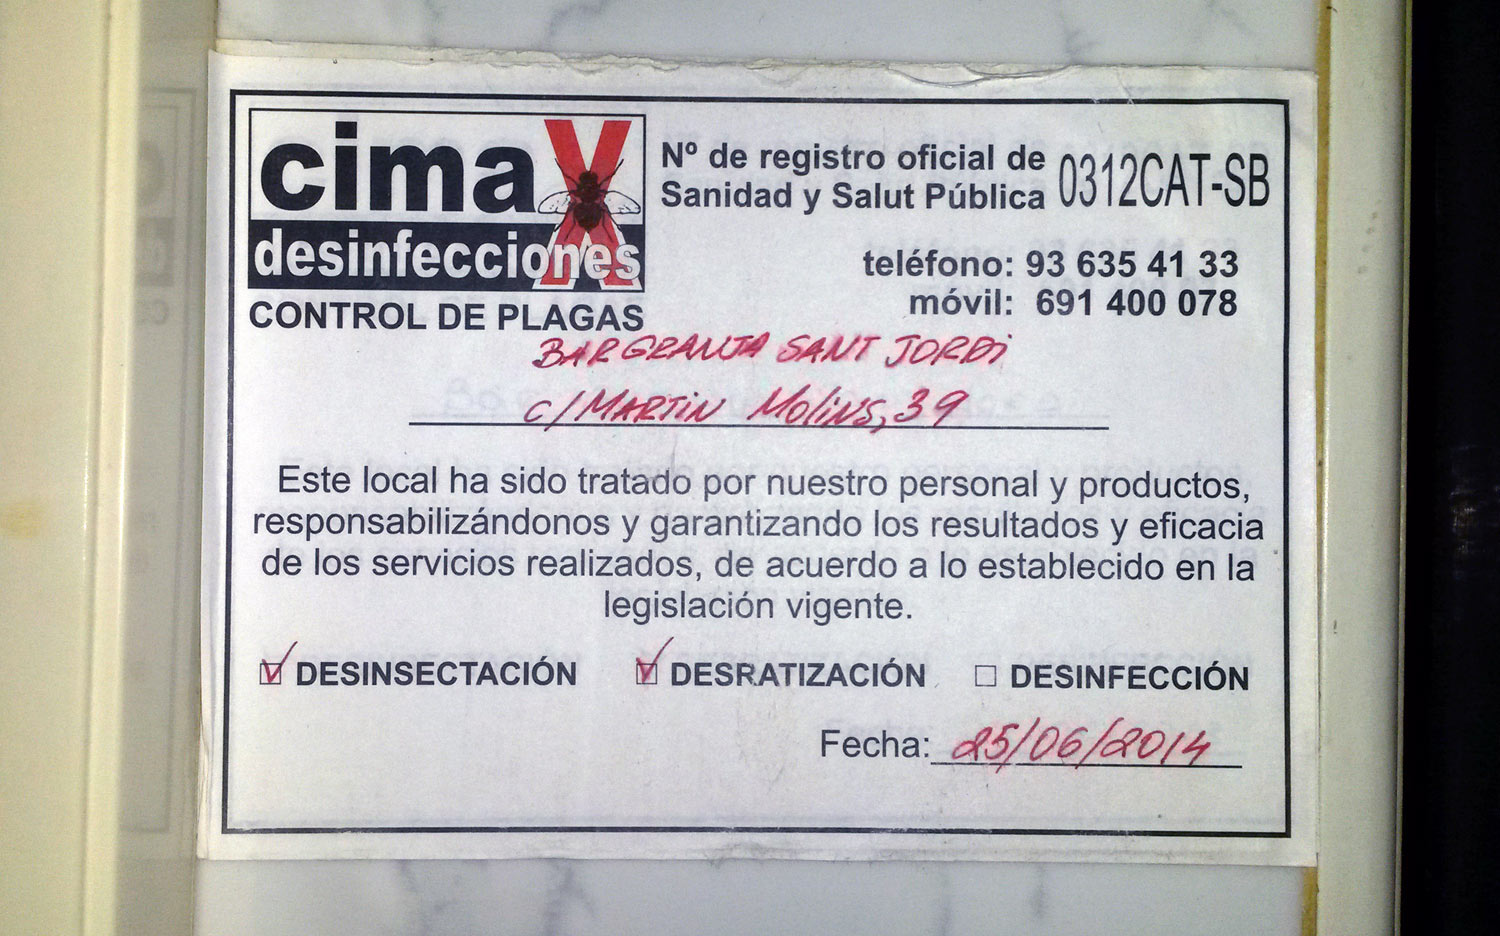 cimaX
desinfecciones
CONTROL DE PLAGAS
Nº de registro oficial de
Sanidad y Salut Pública 0312CAT-SB
teléfono: 93 635 41 33
móvil: 691 400 078
BAR GRANJA SANT JORDi
c/ MARTiN MoliNS, 39
Este local ha sido tratado por nuestro personal y productos,
responsabilizándonos y garantizando los resultados y eficacia
de los servicios realizados, de acuerdo a lo establecido en la
legislación vigente.
DESINSECTACIÓN DESRATIZACIÓN DESINFECCIÓN
Fecha: 25/06/2014